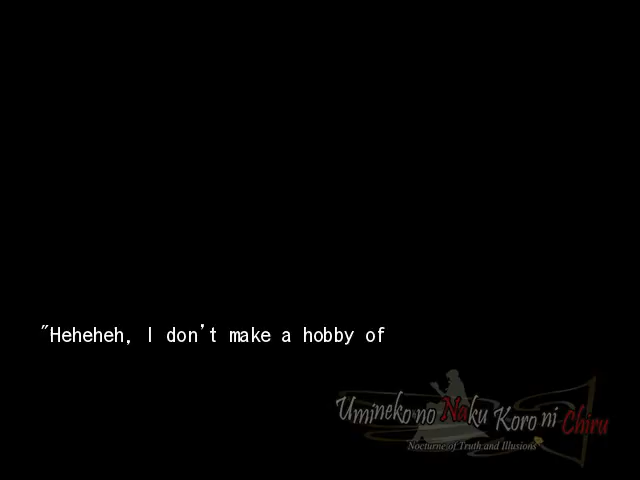 "Heheheh, I don't make a hobby of
Umineko no Naku Koro ni Chiru
Nocturne of Truth and Illusions